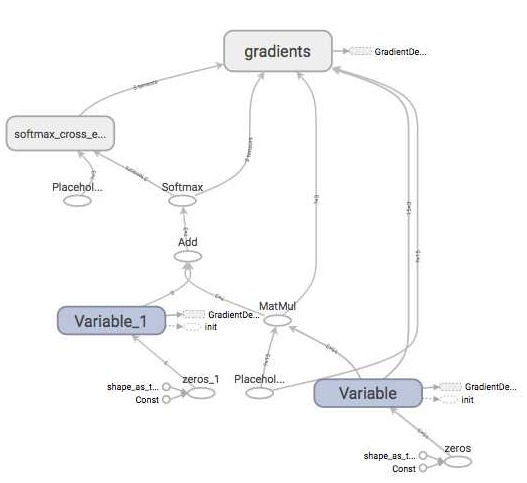 gradients
GradientDe...
softmax_cross_e...
Placehol...
Softmax
Add
MatMul
Variable_1
GradientDe...
init
zeros_1
shape_as_t...
Const
Placehol...
Variable
GradientDe...
init
zeros
shape_as_t...
Const